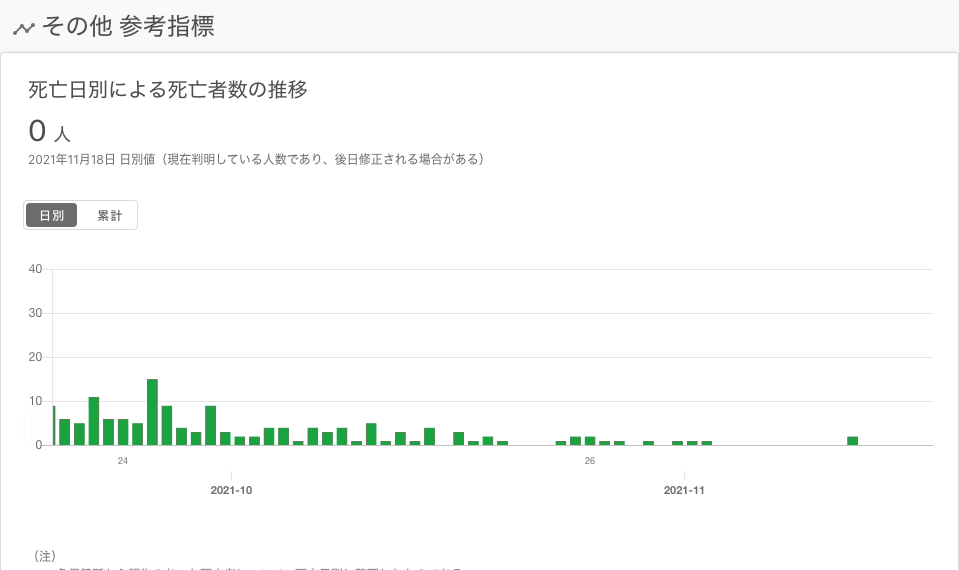 その他 参考指標
死亡日別による死亡者数の推移
0 人
2021年11月18日 日別値（現在判明している人数であり、後日修正される場合がある）
日別 累計
40
30
20
10
0
24 26
2021-10 2021-11
（注）